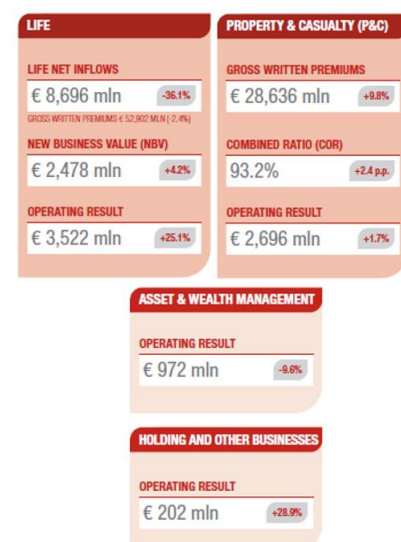 LIFE
LIFE NET INFLOWS
€ 8,696 mln
-36.1%
GROSS WRITTEN PREMIUMS € 52,902 MLN (-2.4%)
NEW BUSINESS VALUE (NBV)
€ 2,478 mln
+4.2%
OPERATING RESULT
€ 3,522 mln
+25.1%
PROPERTY & CASUALTY (P&C)
GROSS WRITTEN PREMIUMS
€ 28,636 mln
+9.8%
COMBINED RATIO (COR)
93.2%
+2.4 p.p.
OPERATING RESULT
€ 2,696 mln
+1.7%
ASSET & WEALTH MANAGEMENT
OPERATING RESULT
€ 972 mln
-9.6%
HOLDING AND OTHER BUSINESSES
OPERATING RESULT
€ 202 mln
+28.9%